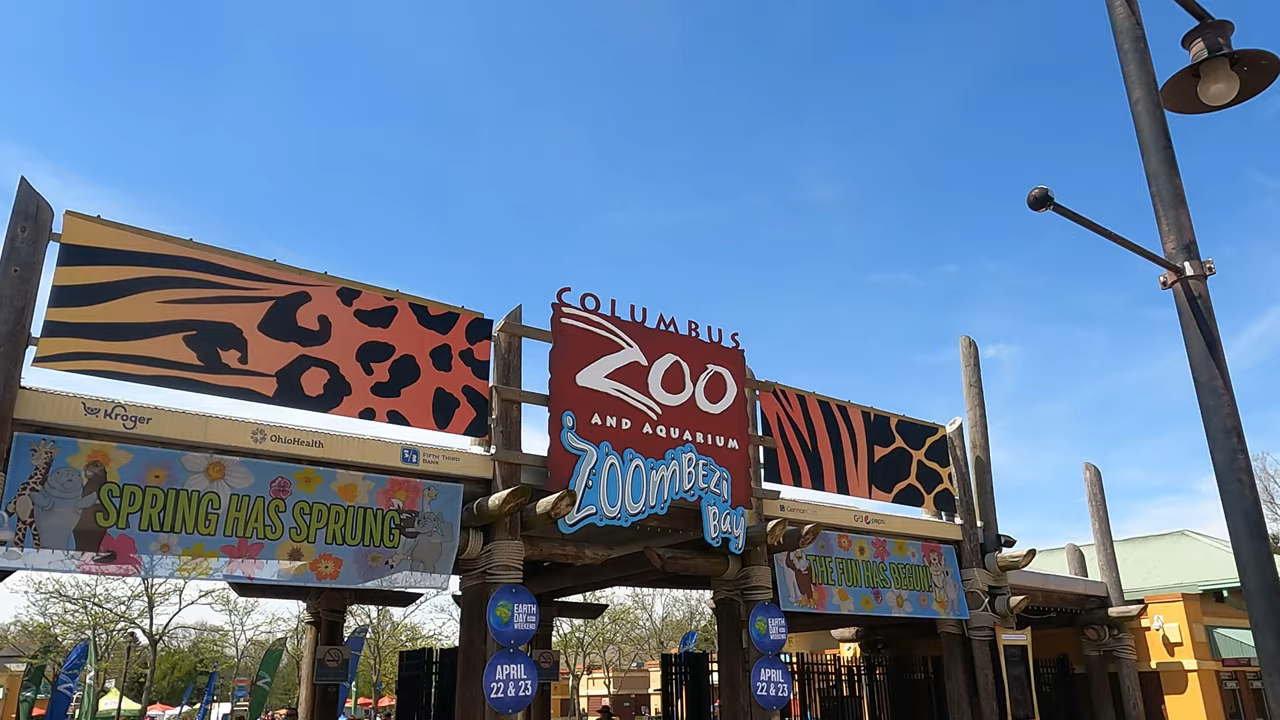 COLUMBUS
ZOO
AND AQUARIUM
ZOOMBEZI
BAY
Kroger
OhioHealth
FIFTH THIRD
BANK
SPRING HAS SPRUNG
pepsi
THE FUN HAS BEGUN!
EARTH
DAY
WEEKEND
APRIL
22 & 23
EARTH
DAY
WEEKEND
APRIL
22 & 23